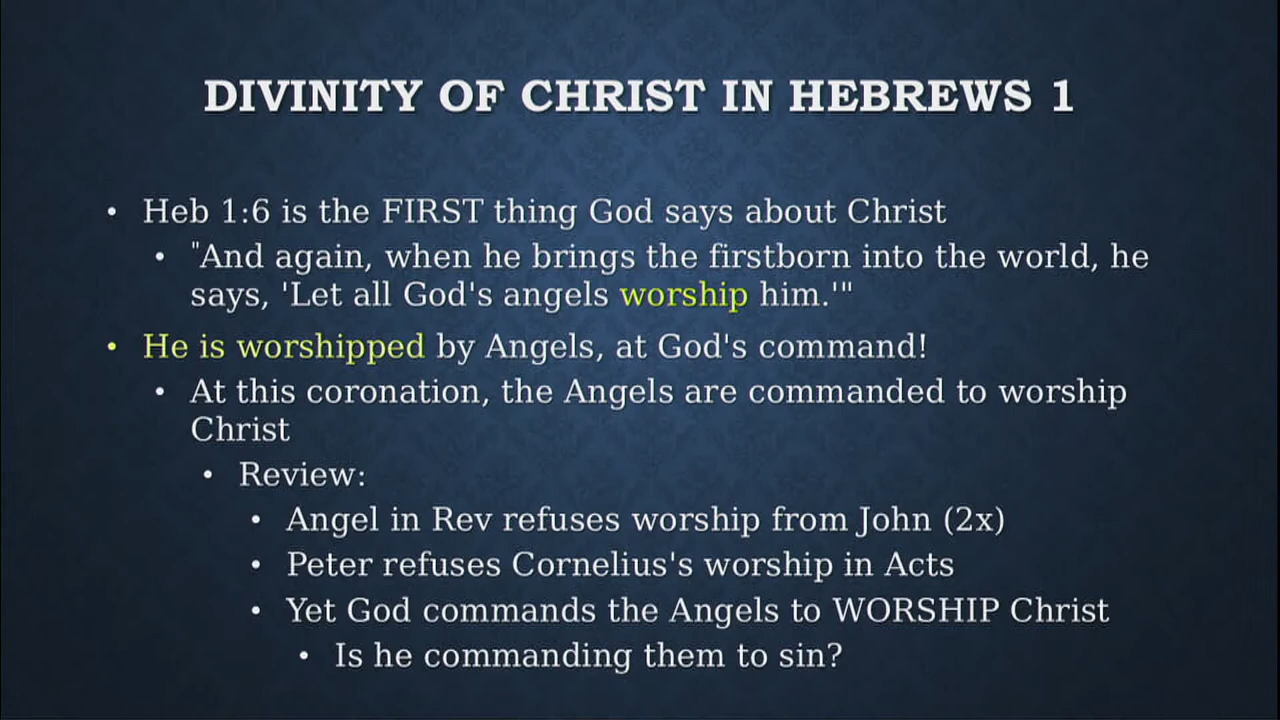 DIVINITY OF CHRIST IN HEBREWS 1
• Heb 1:6 is the FIRST thing God says about Christ
• "And again, when he brings the firstborn into the world, he
says, 'Let all God's angels worship him.'"
• He is worshipped by Angels, at God's command!
• At this coronation, the Angels are commanded to worship
Christ
• Review:
• Angel in Rev refuses worship from John (2x)
• Peter refuses Cornelius's worship in Acts
• Yet God commands the Angels to WORSHIP Christ
• Is he commanding them to sin?